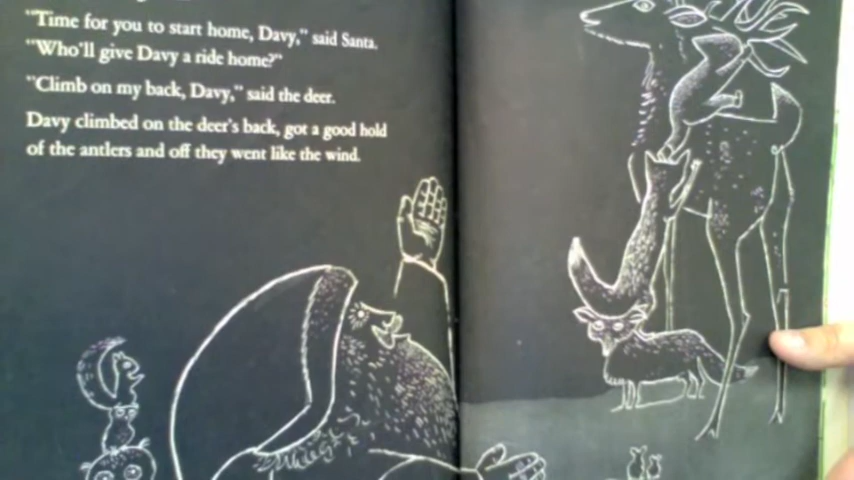 "Time for you to start home, Davy," said Santa.
"Who'll give Davy a ride home?"
"Climb on my back, Davy," said the deer.
Davy climbed on the deer's back, got a good hold
of the antlers and off they went like the wind.